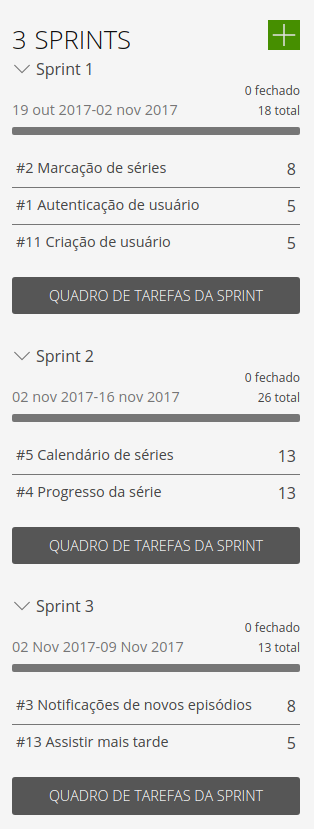 3 SPRINTS
Sprint 1
0 fechado
19 out 2017-02 nov 2017 18 total
#2 Marcação de séries 8
#1 Autenticação de usuário 5
#11 Criação de usuário 5
QUADRO DE TAREFAS DA SPRINT
Sprint 2
0 fechado
02 nov 2017-16 nov 2017 26 total
#5 Calendário de séries 13
#4 Progresso da série 13
QUADRO DE TAREFAS DA SPRINT
Sprint 3
0 fechado
02 Nov 2017-09 Nov 2017 13 total
#3 Notificações de novos episódios 8
#13 Assistir mais tarde 5
QUADRO DE TAREFAS DA SPRINT